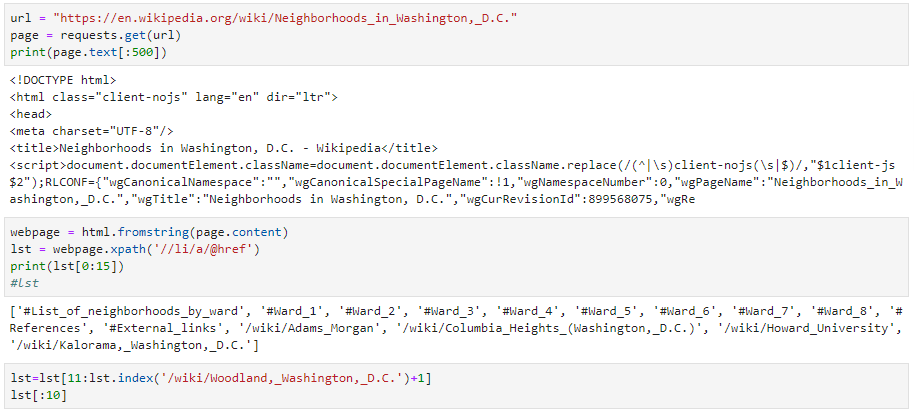 url = "https://en.wikipedia.org/wiki/Neighborhoods_in_Washington,_D.C."
page = requests.get(url)
print(page.text[:500])
<!DOCTYPE html>
<html class="client-nojs" lang="en" dir="ltr">
<head>
<meta charset="UTF-8"/>
<title>Neighborhoods in Washington, D.C. - Wikipedia</title>
<script>document.documentElement.className=document.documentElement.className.replace(/(^|\s)client-nojs(\s|$)/,"$1client-js
$2");RLCONF={"wgCanonicalNamespace":"","wgCanonicalSpecialPageName":!1,"wgNamespaceNumber":0,"wgPageName":"Neighborhoods_in_W
ashington,_D.C.","wgTitle":"Neighborhoods in Washington, D.C.","wgCurRevisionId":899568075,"wgRe
webpage = html.fromstring(page.content)
lst = webpage.xpath('//li/a/@href')
print(lst[0:15])
#lst
['#List_of_neighborhoods_by_ward', '#Ward_1', '#Ward_2', '#Ward_3', '#Ward_4', '#Ward_5', '#Ward_6', '#Ward_7', '#Ward_8', '#
References', '#External_links', '/wiki/Adams_Morgan', '/wiki/Columbia_Heights_(Washington,_D.C.)', '/wiki/Howard_University',
'/wiki/Kalorama,_Washington,_D.C.']
lst=lst[11:lst.index('/wiki/Woodland,_Washington,_D.C.')+1]
lst[:10]